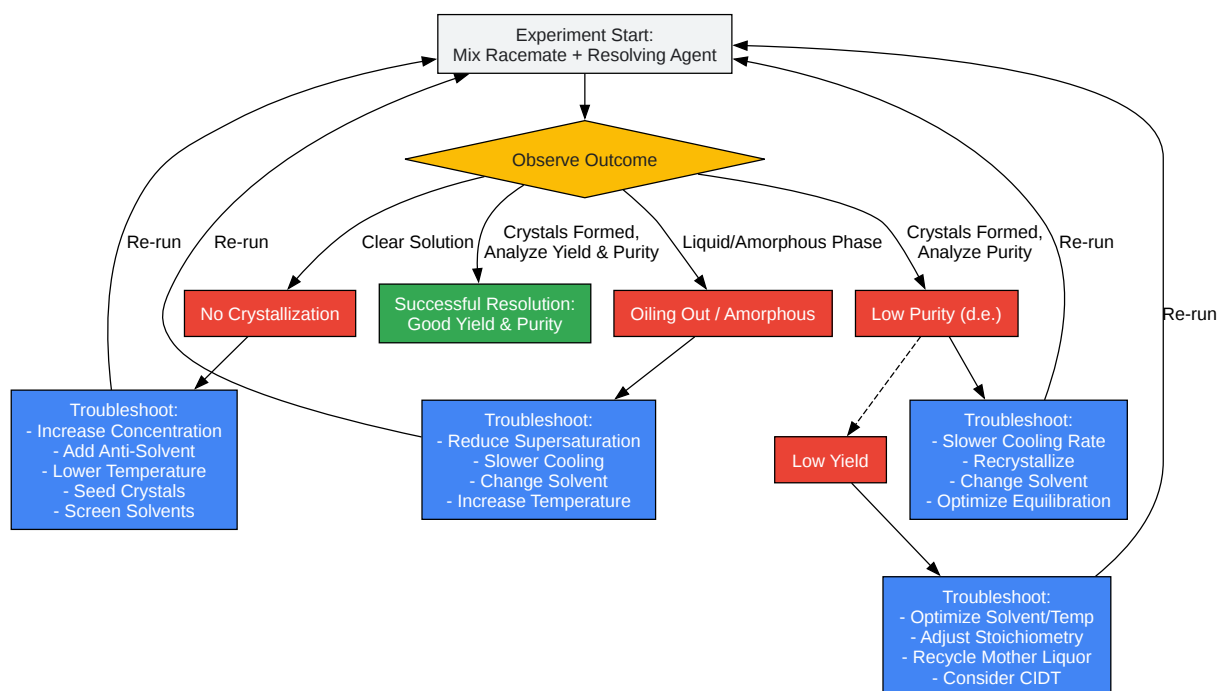 Experiment Start:
Mix Racemate + Resolving Agent
Observe Outcome
Re-run
Re-run
Clear Solution
Crystals Formed,
Analyze Yield & Purity
Liquid/Amorphous Phase
Crystals Formed,
Analyze Purity
Re-run
Re-run
No Crystallization
Successful Resolution:
Good Yield & Purity
Oiling Out / Amorphous
Low Purity (d.e.)
Troubleshoot:
- Increase Concentration
- Add Anti-Solvent
- Lower Temperature
- Seed Crystals
- Screen Solvents
Troubleshoot:
- Reduce Supersaturation
- Slower Cooling
- Change Solvent
- Increase Temperature
Low Yield
Troubleshoot:
- Slower Cooling Rate
- Recrystallize
- Change Solvent
- Optimize Equilibration
Troubleshoot:
- Optimize Solvent/Temp
- Adjust Stoichiometry
- Recycle Mother Liquor
- Consider CIDT